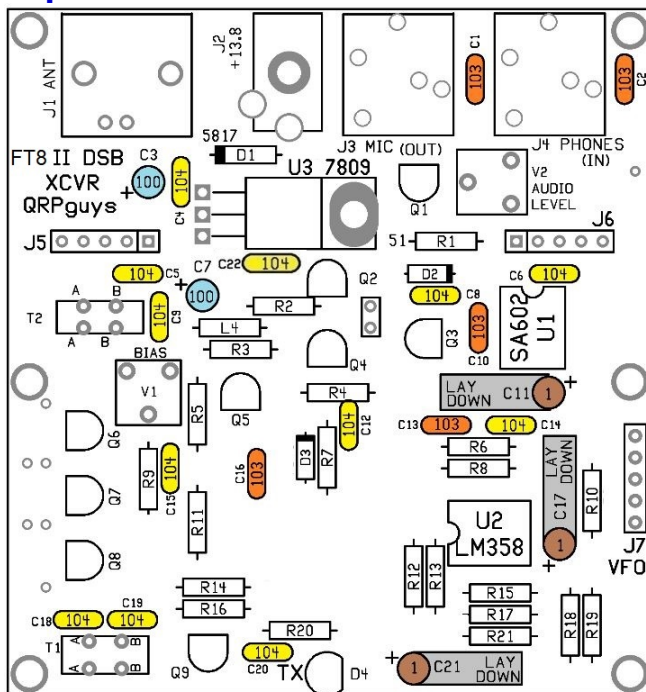 J1 ANT
J2
+13.8
C1
C2
J3 MIC (OUT)
J4 PHONES
(IN)
5817
D1
FT8 II DSB
XCVR
QRPguys
C3
+
100
104
C4
U3 7809
Q1
V2
AUDIO
LEVEL
103
103
J5
51
R1
J6
104
C5
C22
104
Q2
D2
C6
104
T2
A
B
A
B
104
C9
C7
+
100
R2
104
C8
L4
R3
Q4
Q3
103
C10
SA602
U1
BIAS
V1
R5
Q5
R4
104
C12
LAY
DOWN
C11
1
+
C13
103
104
C14
Q6
R9
104
C15
C16
103
D3
R7
R6
R8
LAY
DOWN
C17
1
+
R10
Q7
R11
U2
LM358
J7
VFO
Q8
R12
R13
R14
R16
R15
R17
R21
R18
R19
C18
104
C19
104
T1
A
B
A
B
Q9
R20
104
C20
TX
D4
+
1
C21
LAY
DOWN